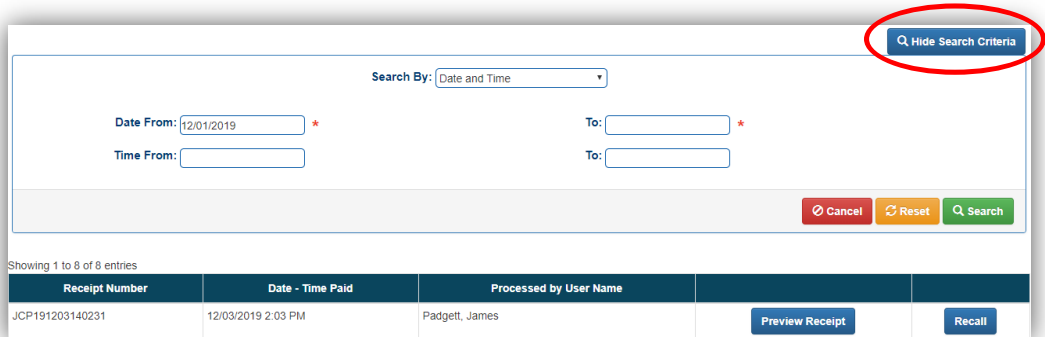 Hide Search Criteria
Search By: Date and Time
Date From: 12/01/2019 * To: *
Time From: To:
Cancel Reset Search
Showing 1 to 8 of 8 entries
Receipt Number Date - Time Paid Processed by User Name
JCP191203140231 12/03/2019 2:03 PM Padgett, James Preview Receipt Recall